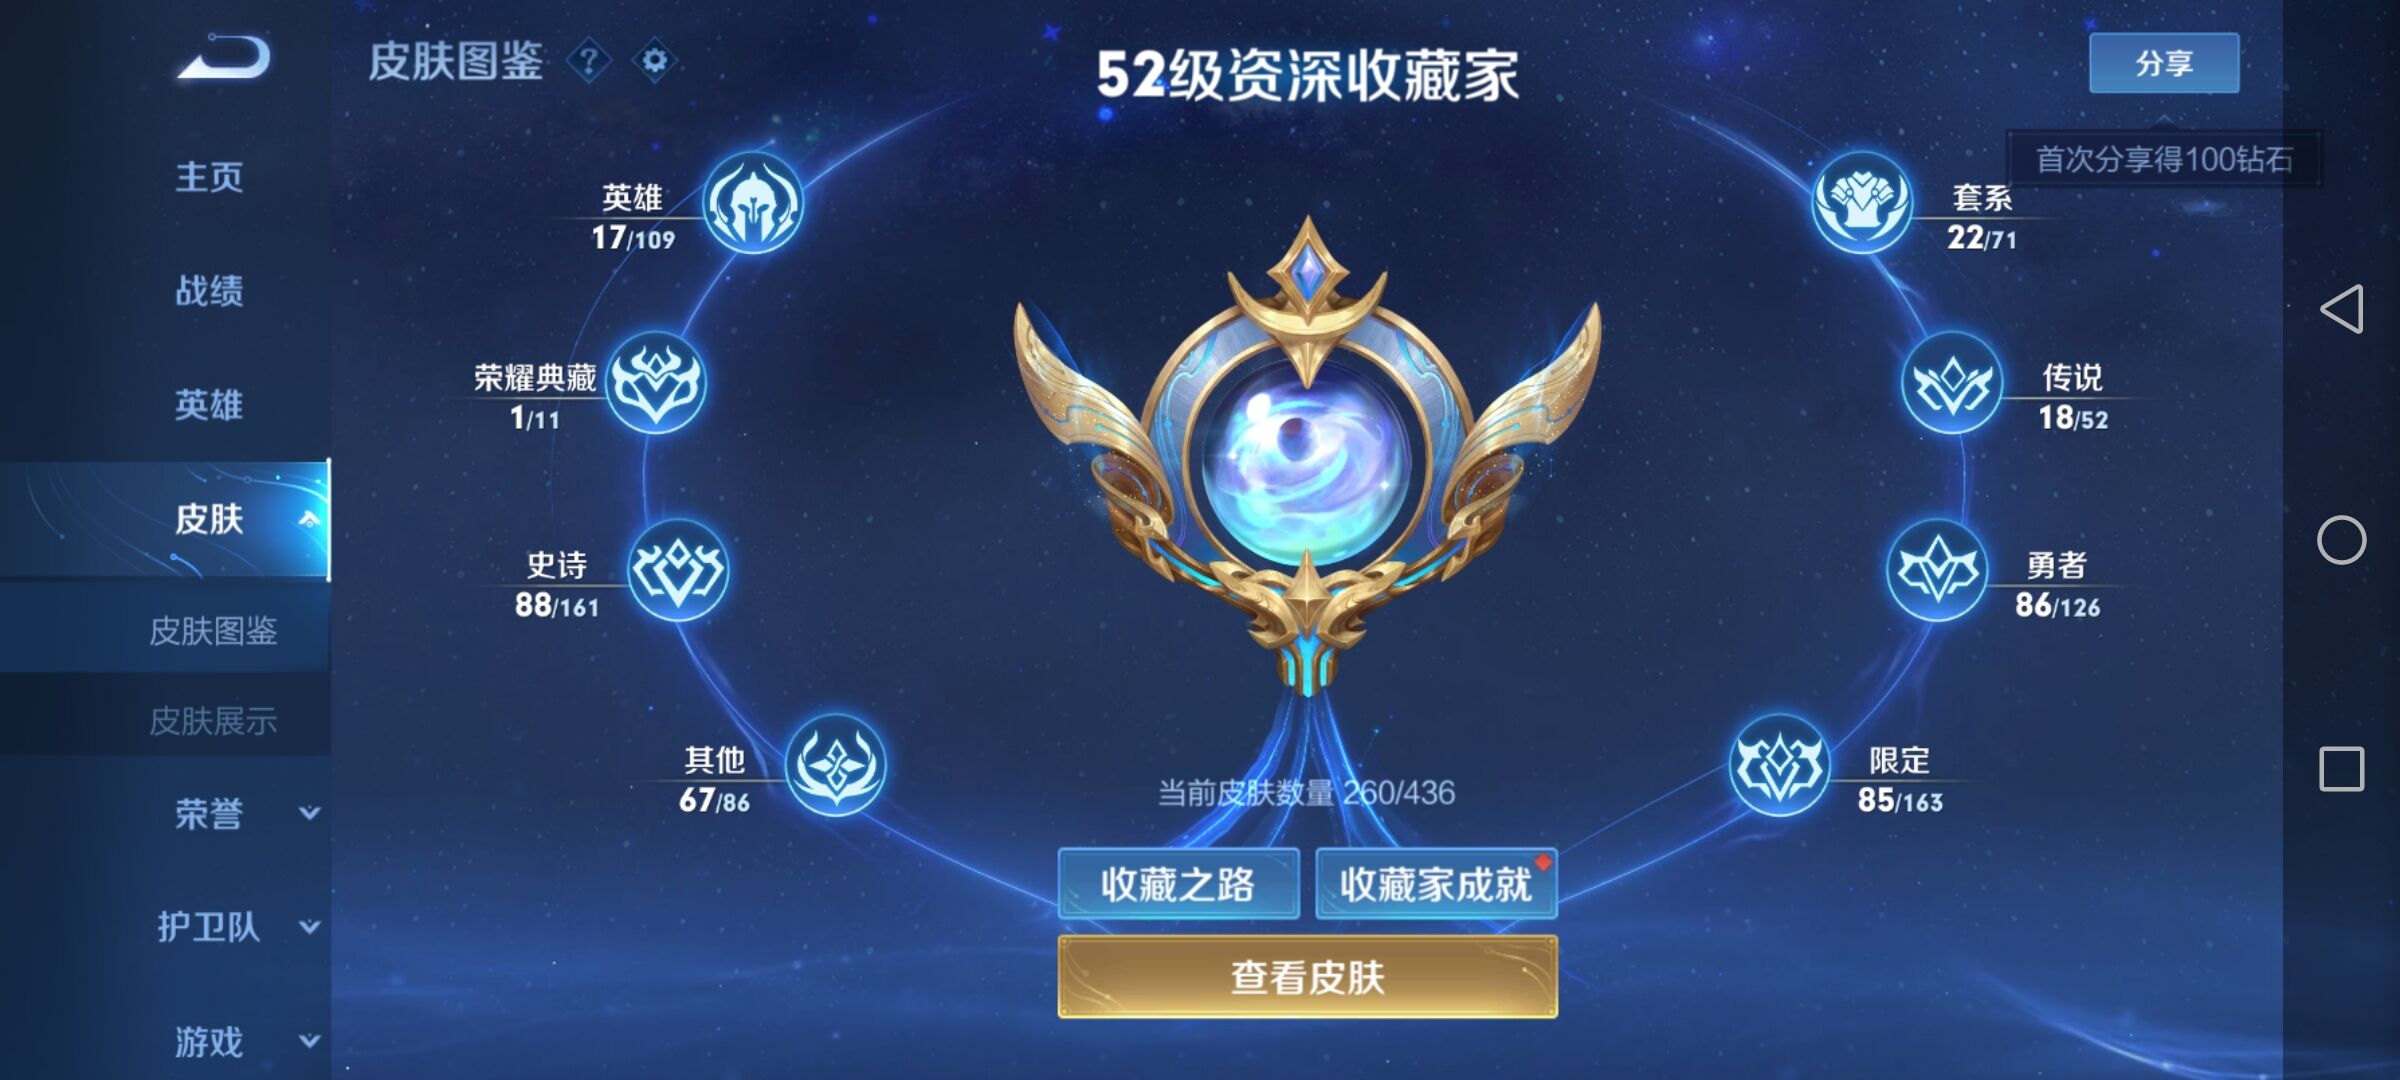 皮肤图鉴
52级资深收藏家
分享
首次分享得100钻石
主页
战绩
英雄
皮肤
皮肤图鉴
皮肤展示
荣誉
护卫队
游戏
英雄
17/109
荣耀典藏
1/11
史诗
88/161
其他
67/86
套系
22/71
传说
18/52
勇者
86/126
限定
85/163
当前皮肤数量 260/436
收藏之路
收藏家成就
查看皮肤